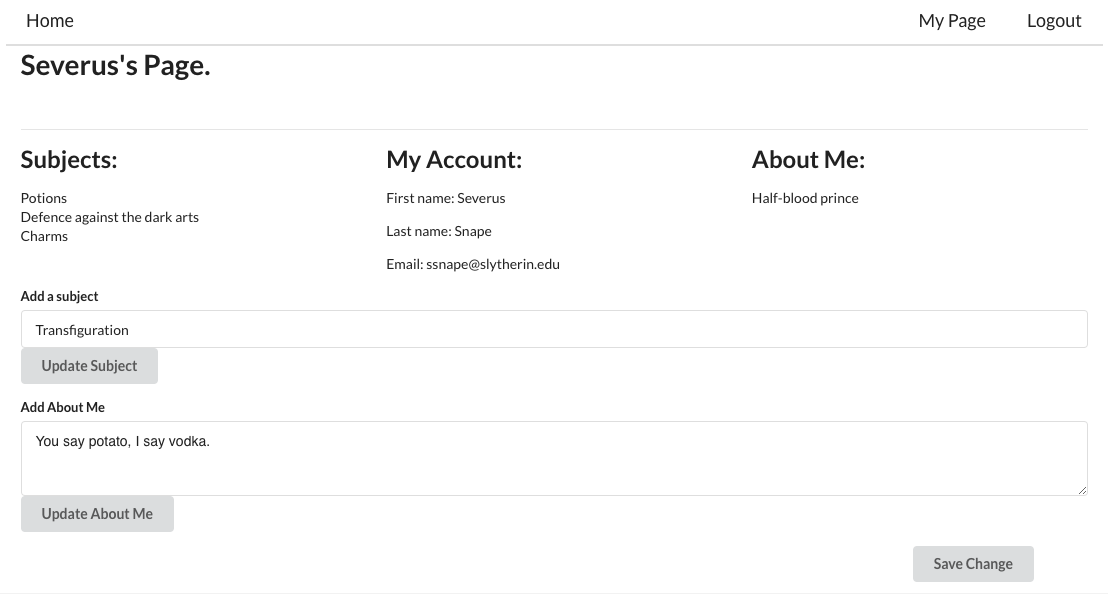 Home My Page Logout
Severus's Page.
Subjects:
Potions
Defence against the dark arts
Charms
My Account:
First name: Severus
Last name: Snape
Email: ssnape@slytherin.edu
About Me:
Half-blood prince
Add a subject
Transfiguration
Update Subject
Add About Me
You say potato, I say vodka.
Update About Me
Save Change